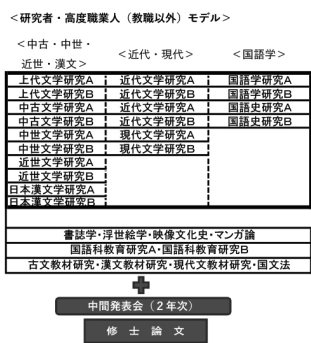 <研究者・高度職業人（教職以外）モデル>
<中古・中世・
近世・漢文>
<近代・現代>
<国語学>
上代文学研究A 近代文学研究A 国語学研究A
上代文学研究B 近代文学研究B 国語学研究B
中古文学研究A 近代文学研究A 国語史研究A
中古文学研究B 近代文学研究B 国語史研究B
中世文学研究A 現代文学研究A
中世文学研究B 現代文学研究B
近世文学研究A
近世文学研究B
日本漢文学研究A
日本漢文学研究B
書誌学・浮世絵学・映像文化史・マンガ論
国語科教育研究A・国語科教育研究B
古文教材研究・漢文教材研究・現代文教材研究・国文法
中間発表会（２年次）
修士論文